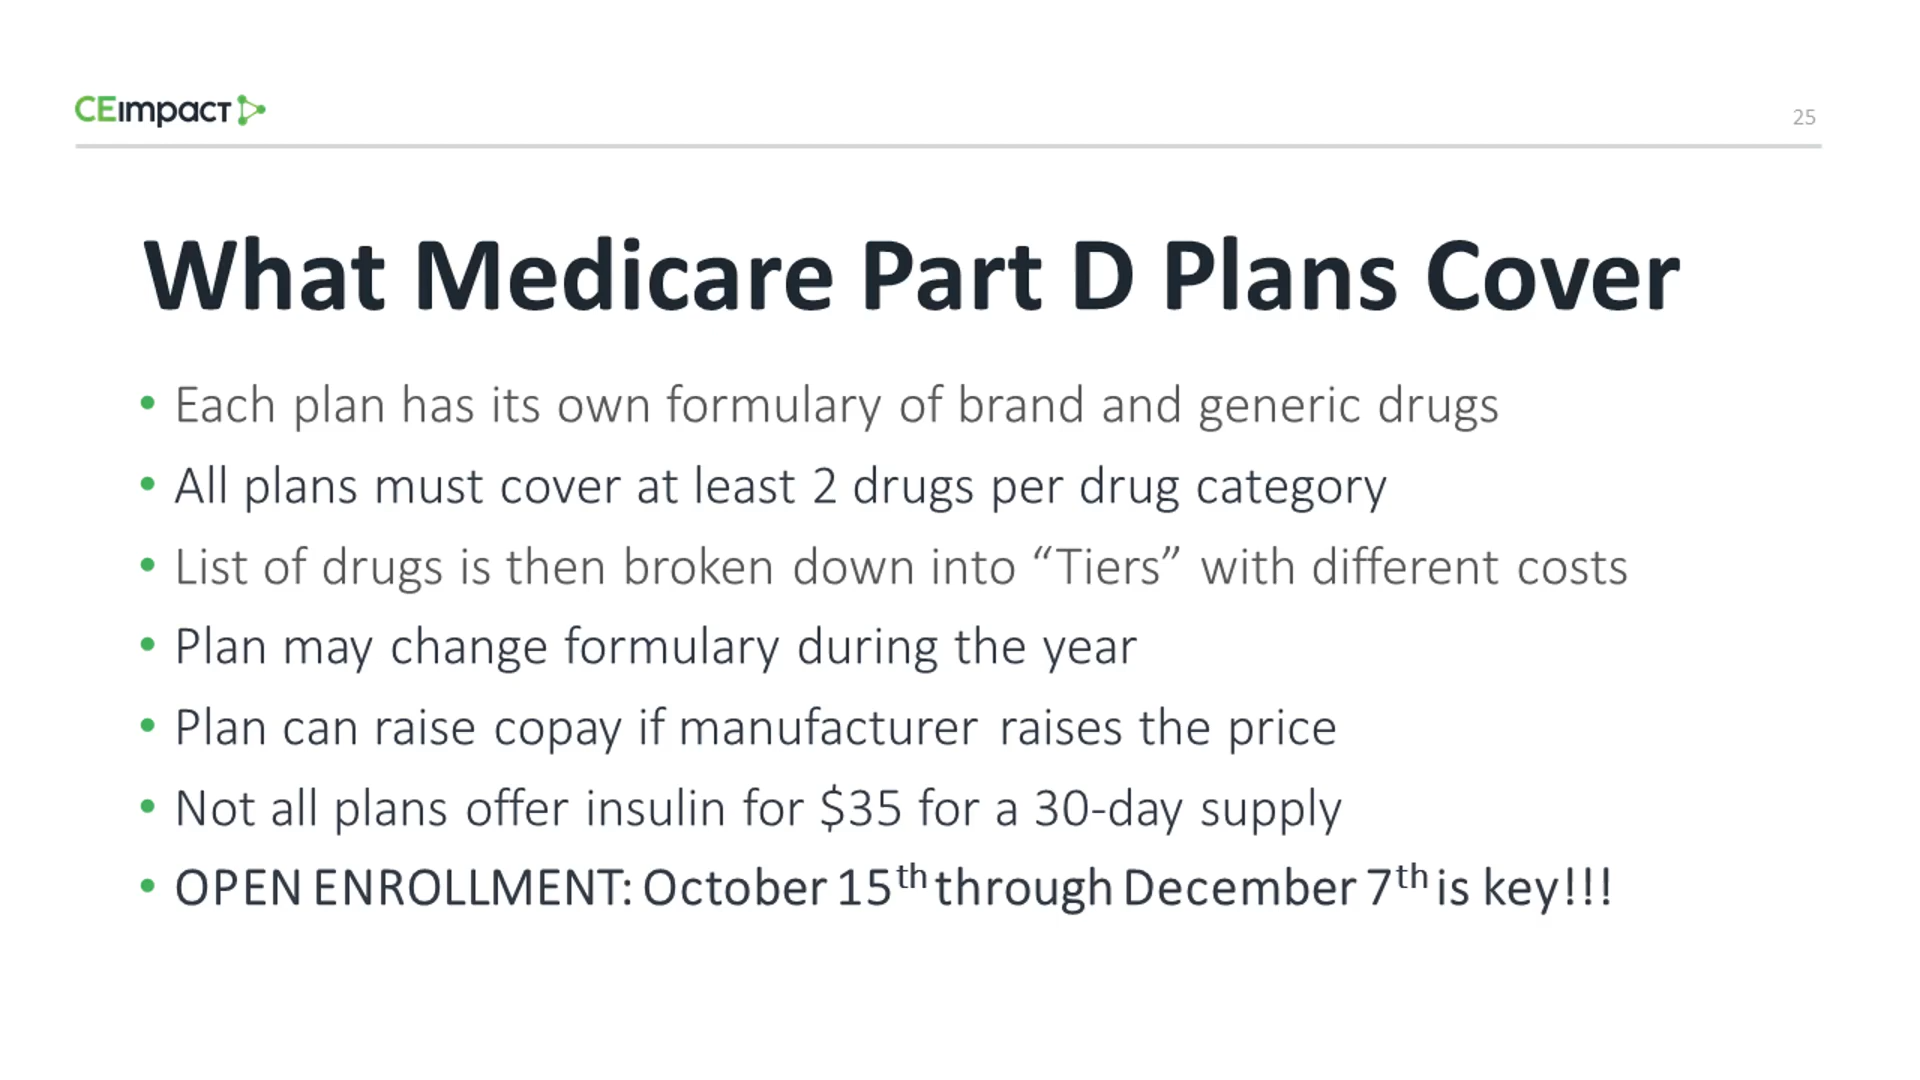 CEimpact
25
What Medicare Part D Plans Cover
• Each plan has its own formulary of brand and generic drugs
• All plans must cover at least 2 drugs per drug category
• List of drugs is then broken down into “Tiers” with different costs
• Plan may change formulary during the year
• Plan can raise copay if manufacturer raises the price
• Not all plans offer insulin for $35 for a 30-day supply
• OPEN ENROLLMENT: October 15th through December 7th is key!!!